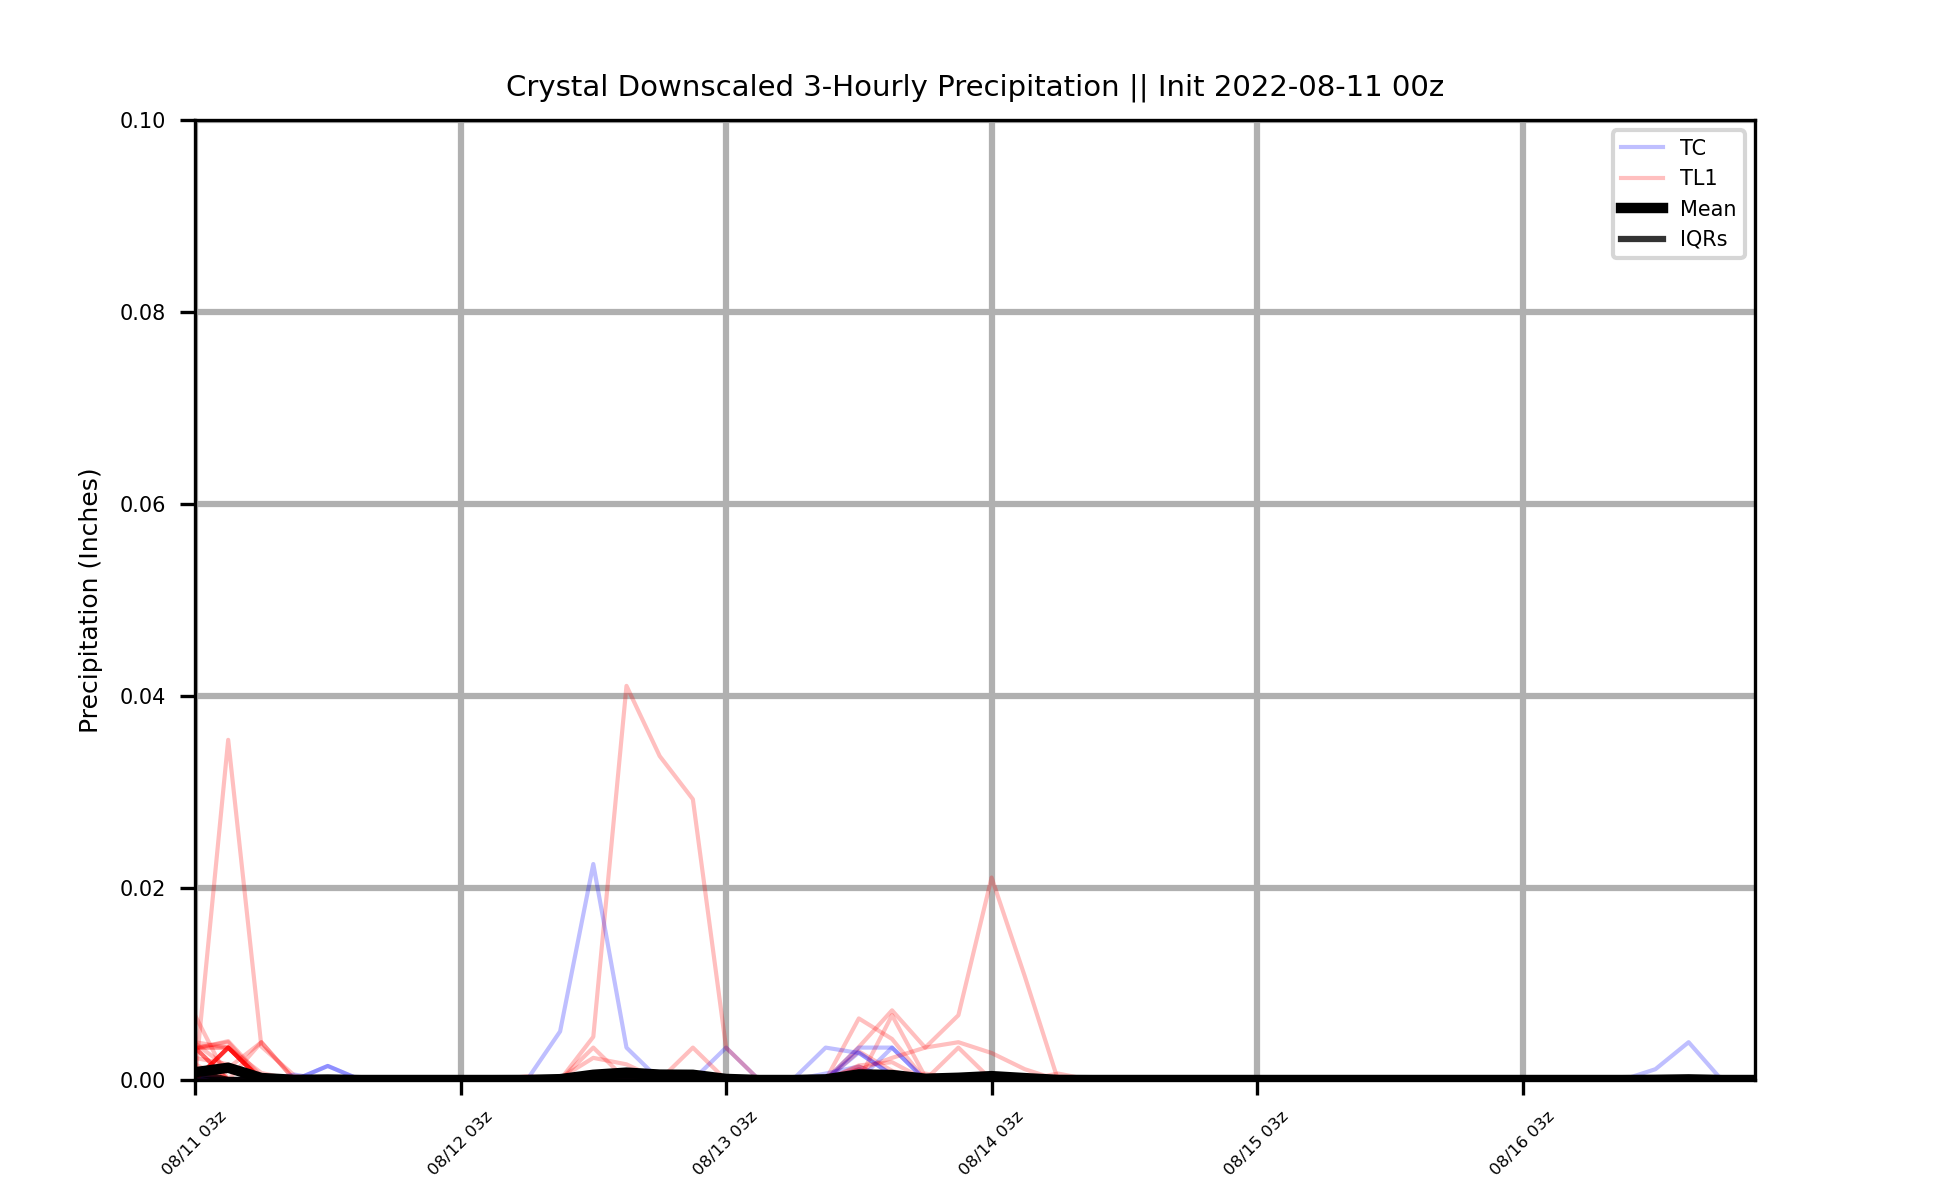 Crystal Downscaled 3-Hourly Precipitation || Init 2022-08-11 00z
TC
TL1
Mean
IQRs
Precipitation (Inches)
0.10
0.08
0.06
0.04
0.02
0.00
08/11 03z
08/12 03z
08/13 03z
08/14 03z
08/15 03z
08/16 03z